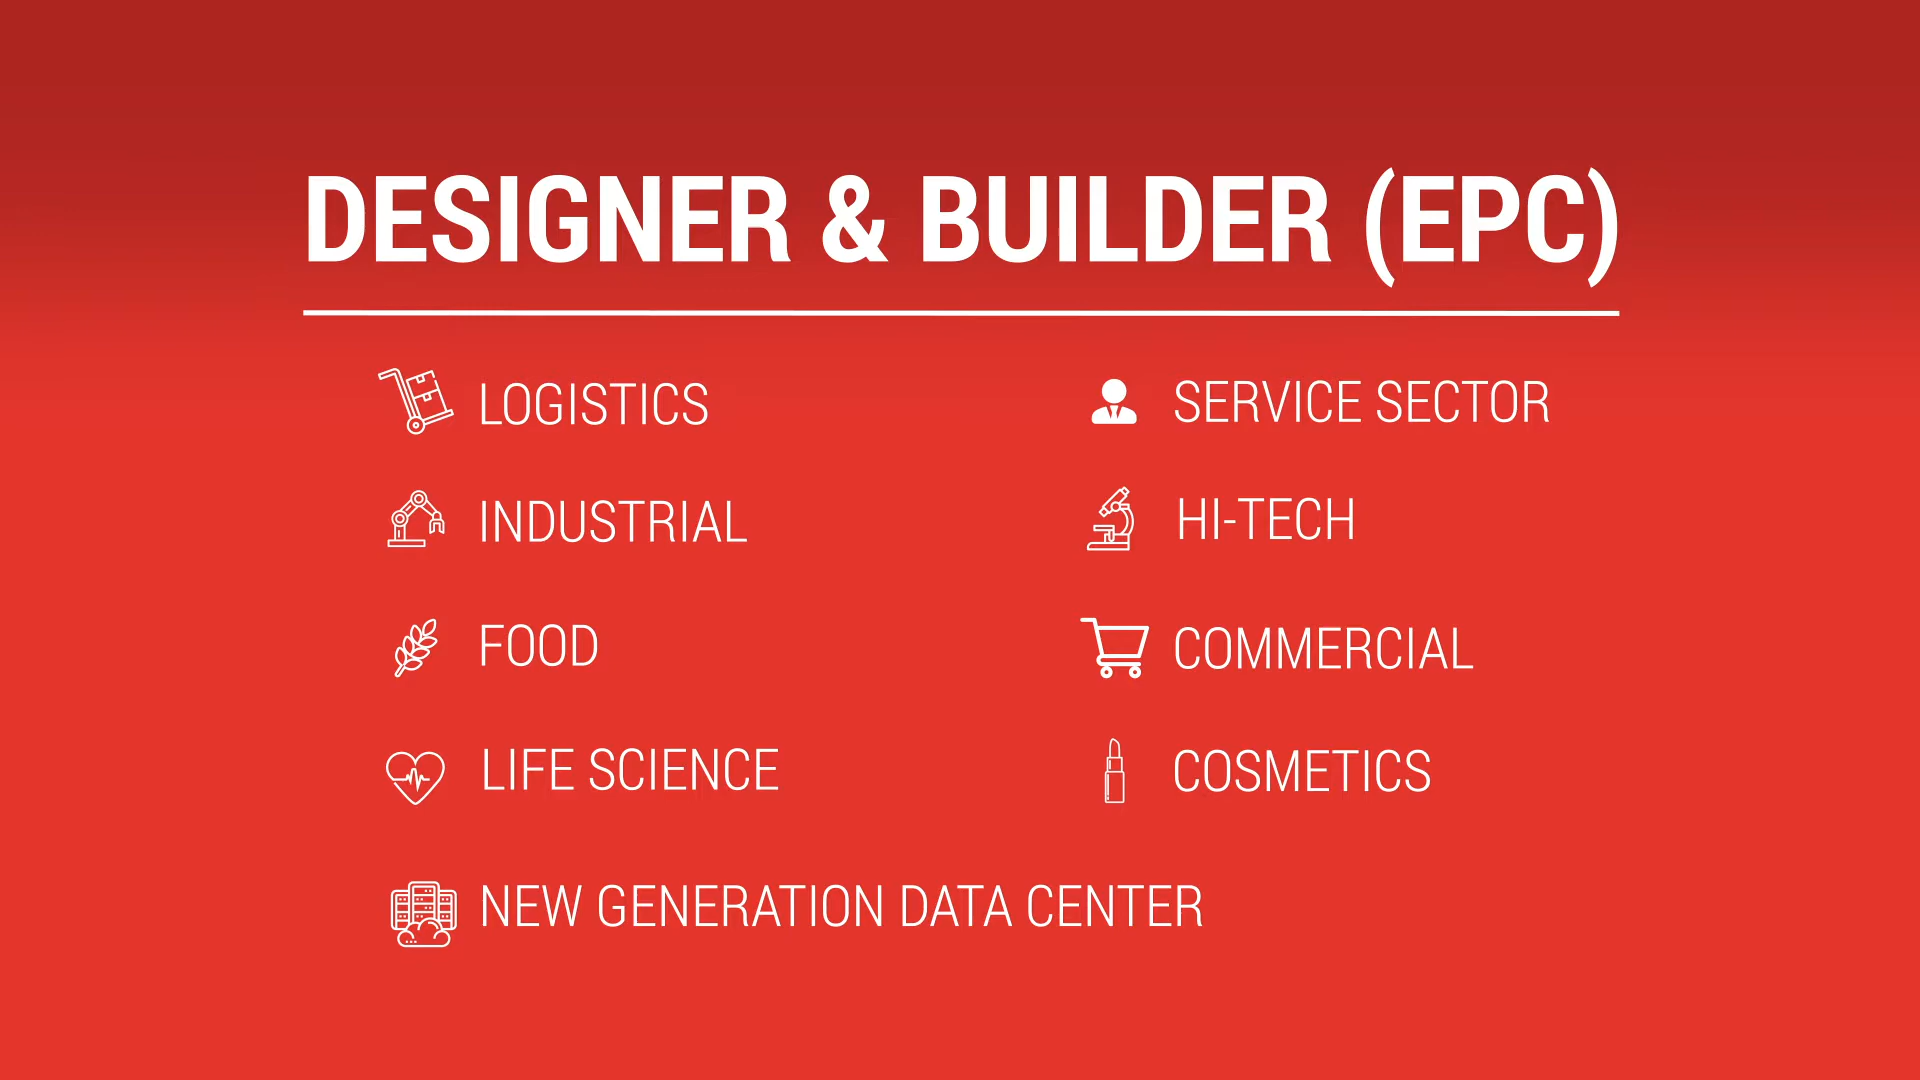 DESIGNER & BUILDER (EPC)
LOGISTICS
INDUSTRIAL
FOOD
LIFE SCIENCE
NEW GENERATION DATA CENTER
SERVICE SECTOR
HI-TECH
COMMERCIAL
COSMETICS